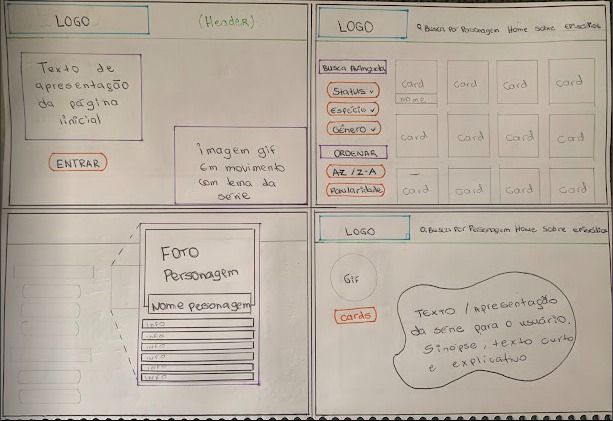 LOGO
(Header)
Texto de
apresentação
da página
inicial
ENTRAR
imagem gif
Em movimento
com tema da
série
LOGO
Busca Por Personagem Home Sobre Episódios
Busca Avançada
Status
Espécie
Gênero
ORDENAR
AZ/Z-A
Popularidade
card card card card
nome
card card card card
card card card card
FOTO
Personagem
Nome personagem
INFO
INFO
INFO
INFO
INFO
INFO
LOGO
Busca Por Personagem Home Sobre episódios
Gif
cards
TEXTO / Apresentação
da série para o usuário.
Sinopse, texto curto
e explicativo